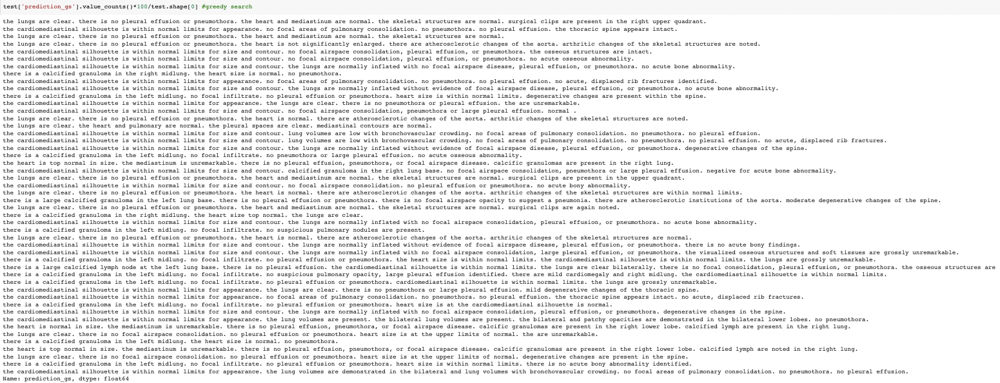 test['prediction_gs'].value_counts()*100/test.shape[0] #greedy search
the lungs are clear. there is no pleural effusion or pneumothora. the heart and mediastinum are normal. the skeletal structures are normal. surgical clips are present in the right upper quadrant.
the cardiomediastinal silhouette is within normal limits for appearance. no focal areas of pulmonary consolidation. no pneumothora. no pleural effusion. the thoracic spine appears intact.
the lungs are clear. there is no pleural effusion or pneumothora. the heart and mediastinum are normal. the skeletal structures are normal.
the lungs are clear. there is no pleural effusion or pneumothora. the heart is not significantly enlarged. there are atherosclerotic changes of the aorta. arthritic changes of the skeletal structures are noted.
the cardiomediastinal silhouette is within normal limits for size and contour. no focal airspace consolidation, pleural effusion, or pneumothora. the osseous structures are intact.
the cardiomediastinal silhouette is within normal limits for size and contour. no focal airspace consolidation, pleural effusion, or pneumothora. no acute osseous abnormality.
the cardiomediastinal silhouette is within normal limits for size and contour. the lungs are normally inflated with no focal airspace disease, pleural effusion, or pneumothora. no acute bone abnormality.
there is a calcified granuloma in the right midlung. the heart size is normal. no pneumothora.
the cardiomediastinal silhouette is within normal limits for appearance. no focal areas of pulmonary consolidation. no pneumothora. no pleural effusion. no acute, displaced rib fractures identified.
the cardiomediastinal silhouette is within normal limits for size and contour. the lungs are normally inflated without evidence of focal airspace disease, pleural effusion, or pneumothora. no acute bone abnormality.
there is a calcified granuloma in the left midlung. no focal infiltrate. no pleural effusion or pneumothora. heart size is within normal limits. degenerative changes are present within the spine.
the cardiomediastinal silhouette is within normal limits for appearance. the lungs are clear. there is no pneumothora or pleural effusion. the are unremarkable.
the cardiomediastinal silhouette is within normal limits for size and contour. no focal airspace consolidation, pneumothora or large pleural effusion. normal .
the lungs are clear. there is no pleural effusion or pneumothora. the heart is normal. there are atherosclerotic changes of the aorta. arthritic changes of the skeletal structures are noted.
the lungs are clear. the heart and pulmonary are normal. the pleural spaces are clear. mediastinal contours are normal.
the cardiomediastinal silhouette is within normal limits for size and contour. lung volumes are low with bronchovascular crowding. no focal areas of pulmonary consolidation. no pneumothora. no pleural effusion.
the cardiomediastinal silhouette is within normal limits for size and contour. lung volumes are low with bronchovascular crowding. no focal areas of pulmonary consolidation. no pneumothora. no pleural effusion. no acute, displaced rib fractures.
the cardiomediastinal silhouette is within normal limits for size and contour. the lungs are normally inflated without evidence of focal airspace disease, pleural effusion, or pneumothora. degenerative changes of the spine.
there is a calcified granuloma in the left midlung. no focal infiltrate. no pneumothora or large pleural effusion. no acute osseous abnormality.
the heart is top normal in size. the mediastinum is unremarkable. there is no pleural effusion, pneumothora, or focal airspace disease. calcific granulomas are present in the right lung.
the cardiomediastinal silhouette is within normal limits for size and contour. calcified granuloma in the right lung base. no focal airspace consolidation, pneumothora or large pleural effusion. negative for acute bone abnormality.
the lungs are clear. there is no pleural effusion or pneumothora. the heart and mediastinum are normal. the skeletal structures are normal. surgical clips are present in the upper quadrant.
the cardiomediastinal silhouette is within normal limits for size and contour. no focal airspace consolidation. no pleural effusion or pneumothora. no acute bony abnormality.
the lungs are clear. there is no pleural effusion or pneumothora. the heart is normal. there are atherosclerotic changes of the aorta. arthritic changes of the skeletal structures are within normal limits.
there is a large calcified granuloma in the left lung base. there is no pleural effusion or pneumothora. there is no focal airspace opacity to suggest a pneumonia. there are atherosclerotic institutions of the aorta. moderate degenerative changes of the spine.
the lungs are clear. there is no pleural effusion or pneumothora. the heart and mediastinum are normal. the skeletal structures are normal. surgical clips are again noted.
there is a calcified granuloma in the right midlung. the heart size top normal. the lungs are clear.
the cardiomediastinal silhouette is within normal limits for size and contour. the lungs are normally inflated with no focal airspace consolidation, pleural effusion, or pneumothora. no acute bone abnormality.
there is a calcified granuloma in the left midlung. no focal infiltrate. no suspicious pulmonary nodules are present.
the lungs are clear. there is no pleural effusion or pneumothora. the heart is normal. there are atherosclerotic changes of the aorta. arthritic changes of the skeletal structures are normal.
the cardiomediastinal silhouette is within normal limits for size and contour. the lungs are normally inflated without evidence of focal airspace disease, pleural effusion, or pneumothora. there is no acute bony findings.
the cardiomediastinal silhouette is within normal limits for size and contour. the lungs are normally inflated with no focal airspace consolidation, large pleural effusion, or pneumothora. the visualized osseous structures and soft tissues are grossly unremarkable.
there is a calcified granuloma in the left midlung. no focal infiltrate. no pleural effusion or pneumothora. the heart size is within normal limits. the cardiomediastinal silhouette is within normal limits. the lungs are grossly unremarkable.
there is a large calcified lymph node at the left lung base. there is no pleural effusion. the cardiomediastinal silhouette is within normal limits. the lungs are clear bilaterally. there is no focal consolidation, pleural effusion, or pneumothora. the osseous structures are
there is a calcified granuloma in the left midlung. no focal infiltrate. no suspicious pulmonary opacity, large pleural effusion identified. there are mild cardiomegaly and right midlung. the cardiomediastinal silhouette is within normal limits.
there is a calcified granuloma in the left midlung. no focal infiltrate. no pleural effusion or pneumothora. cardiomediastinal silhouette is within normal limits. the lungs are grossly unremarkable.
the cardiomediastinal silhouette is within normal limits for appearance. the lungs are clear. there is no pneumothora or large pleural effusion. mild degenerative changes of the thoracic spine.
the cardiomediastinal silhouette is within normal limits for appearance. no focal areas of pulmonary consolidation. no pneumothora. no pleural effusion. the thoracic spine appears intact. no acute, displaced rib fractures.
there is a calcified granuloma in the left midlung. no focal infiltrate. no pleural effusion or pneumothora. heart size is at the cardiomediastinal silhouette is normal.
the cardiomediastinal silhouette is within normal limits for size and contour. the lungs are normally inflated with no focal airspace consolidation, pleural effusion, or pneumothora. degenerative changes in the spine.
the cardiomediastinal silhouette is within normal limits for appearance. the lung volumes are present. the bilateral lung volumes are present. the bilateral and patchy opacities are demonstrated in the bilateral lower lobes. no pneumothora.
the heart is normal in size. the mediastinum is unremarkable. there is no pleural effusion, pneumothora, or focal airspace disease. calcific granulomas are present in the right lower lobe. calcified lymph are present in the right lung.
the lungs are clear. there is no focal airspace consolidation. no pleural effusion or pneumothora. heart size is at the upper limits of normal. the are unremarkable.
there is a calcified granuloma in the left midlung. the heart size is normal. no pneumothora.
the heart is top normal in size. the mediastinum is unremarkable. there is no pleural effusion, pneumothora, or focal airspace disease. calcific granulomas are present in the right lower lobe. calcified lymph are noted in the right lung.
the lungs are clear. there is no focal airspace consolidation. no pleural effusion or pneumothora. heart size is at the upper limits of normal. degenerative changes are present in the spine.
there is a calcified granuloma in the left midlung. no focal infiltrate. no pleural effusion or pneumothora. heart size is within normal limits. there is no acute bony abnormality identified.
the cardiomediastinal silhouette is within normal limits for appearance. the lung volumes are demonstrated in the bilateral and lung volumes with bronchovascular crowding. no focal areas of pulmonary consolidation. no pneumothora. no pleural effusion.
Name: prediction_gs, dtype: float64